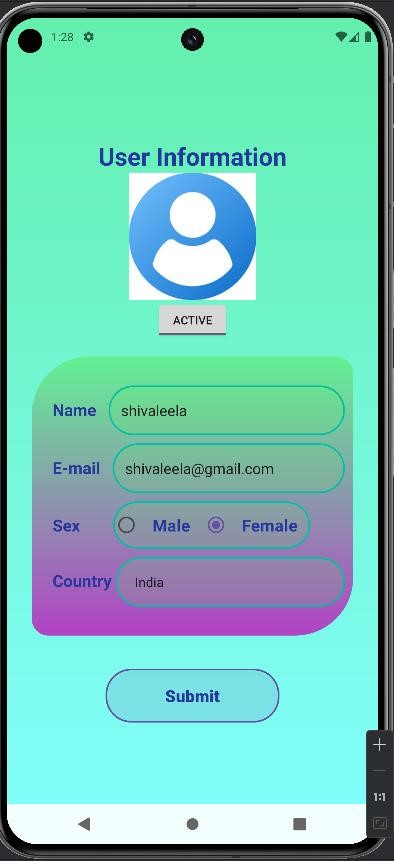 1:28
User Information
ACTIVE
Name shivaleela
E-mail shivaleela@gmail.com
Sex Male Female
Country India
Submit
1:1